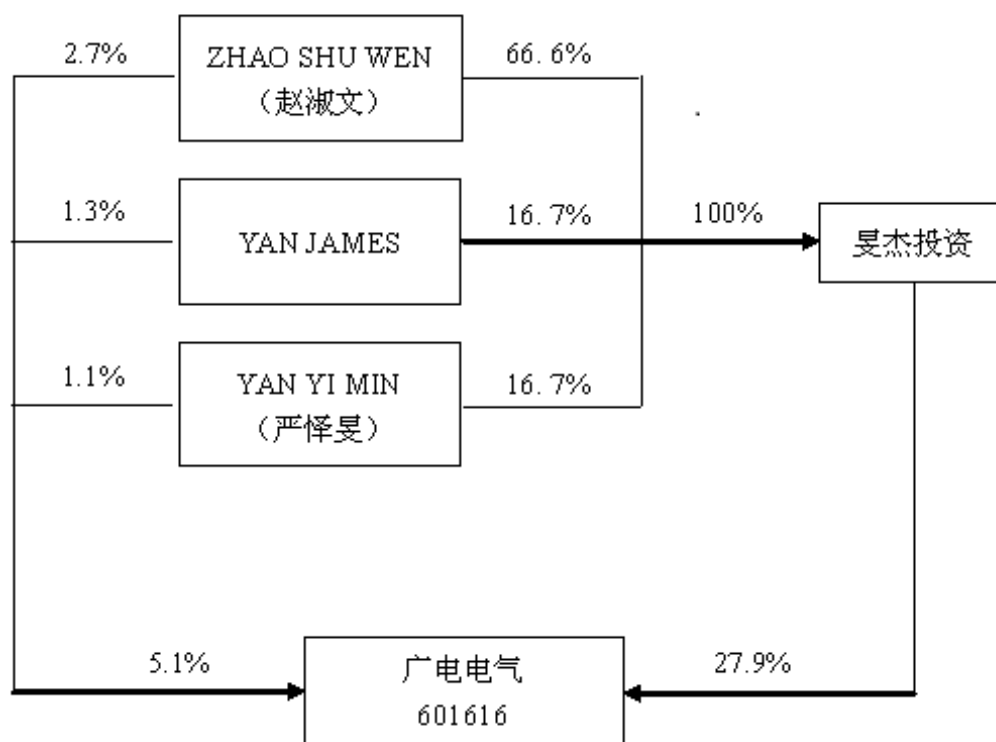 2.7%
ZHAO SHU WEN
（赵淑文）
66.6%
1.3%
YAN JAMES
16.7%
100%
旻杰投资
1.1%
YAN YI MIN
（严怿旻）
16.7%
5.1%
广电电气
601616
27.9%